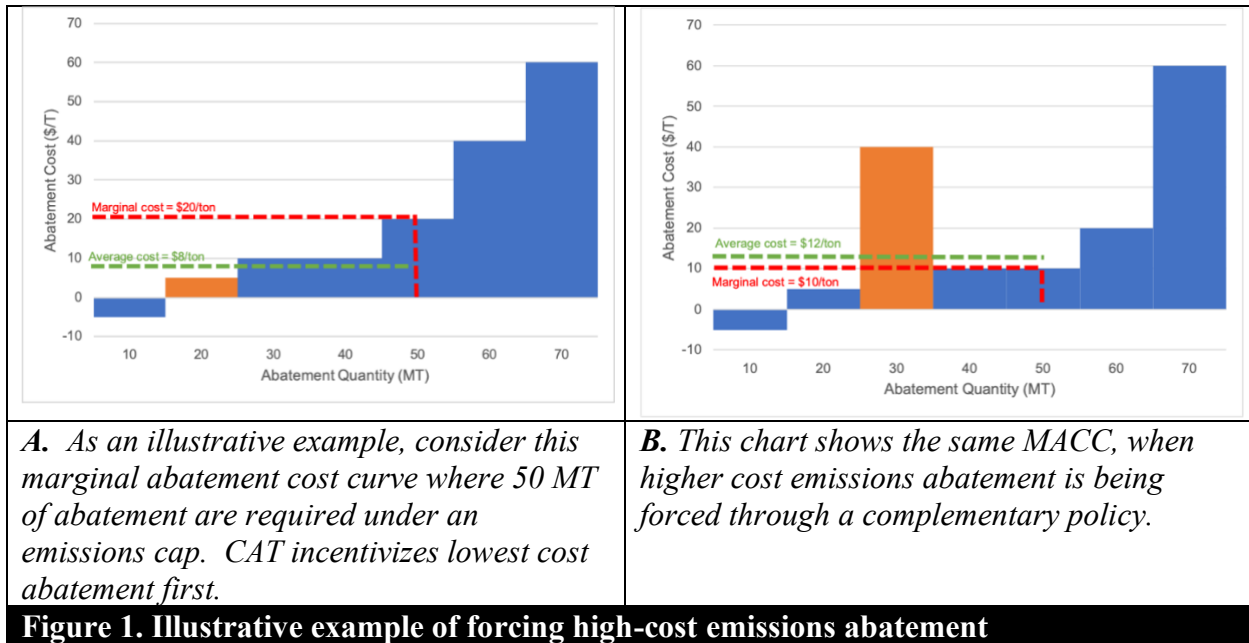 70
60
50
40
30
20
10
0
-10
Abatement Cost ($/T)
Marginal cost = $20/ton
Average cost = $8/ton
10 20 30 40 50 60 70
Abatement Quantity (MT)
70
60
50
40
30
20
10
0
-10
Abatement Cost ($/T)
Average cost = $12/ton
Marginal cost = $10/ton
10 20 30 40 50 60 70
Abatement Quantity (MT)
A. As an illustrative example, consider this
marginal abatement cost curve where 50 MT
of abatement are required under an
emissions cap. CAT incentivizes lowest cost
abatement first.
B. This chart shows the same MACC, when
higher cost emissions abatement is being
forced through a complementary policy.
Figure 1. Illustrative example of forcing high-cost emissions abatement